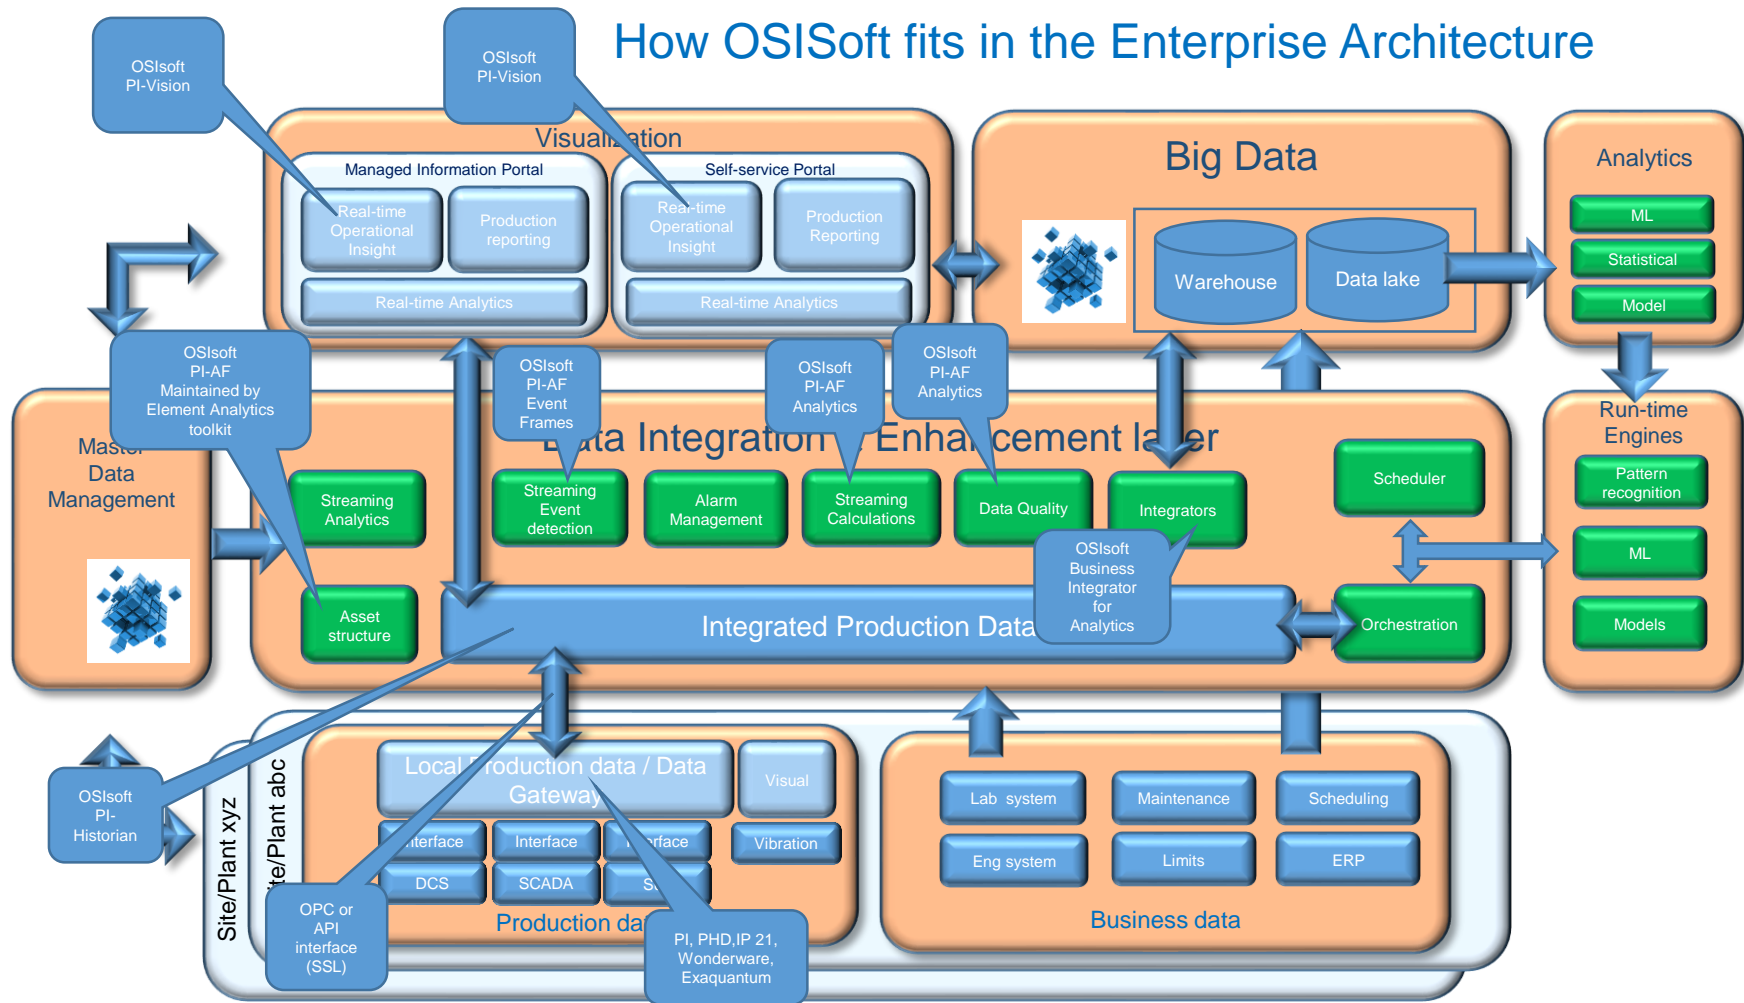 How OSISoft fits in the Enterprise Architecture
OSIsoft
PI-Vision
OSIsoft
PI-Vision
Visualization
Managed Information Portal
Real-time
Operational
Insight
Production
reporting
Real-time Analytics
Self-service Portal
Real-time
Operational
Insight
Production
Reporting
Real-time Analytics
Big Data
Warehouse
Data lake
Analytics
ML
Statistical
Model
OSIsoft
PI-AF
Maintained by
Element Analytics
toolkit
OSIsoft
PI-AF
Event
Frames
OSIsoft
PI-AF
Analytics
OSIsoft
PI-AF
Analytics
Master
Data
Management
Data Integration Enhancement layer
Streaming
Analytics
Streaming
Event
detection
Alarm
Management
Streaming
Calculations
Data Quality
Integrators
Scheduler
OSIsoft
Business
Integrator
for
Analytics
Asset
structure
Integrated Production Data
Orchestration
Run-time
Engines
Pattern
recognition
ML
Models
OSIsoft
PI-
Historian
Site/Plant xyz
Site/Plant abc
Local Production data / Data
Gateway
Visual
Interface
Interface
Interface
Vibration
DCS
SCADA
Production data
OPC or
API
interface
(SSL)
PI, PHD,IP 21,
Wonderware,
Exaquantum
Lab system
Maintenance
Scheduling
Eng system
Limits
ERP
Business data